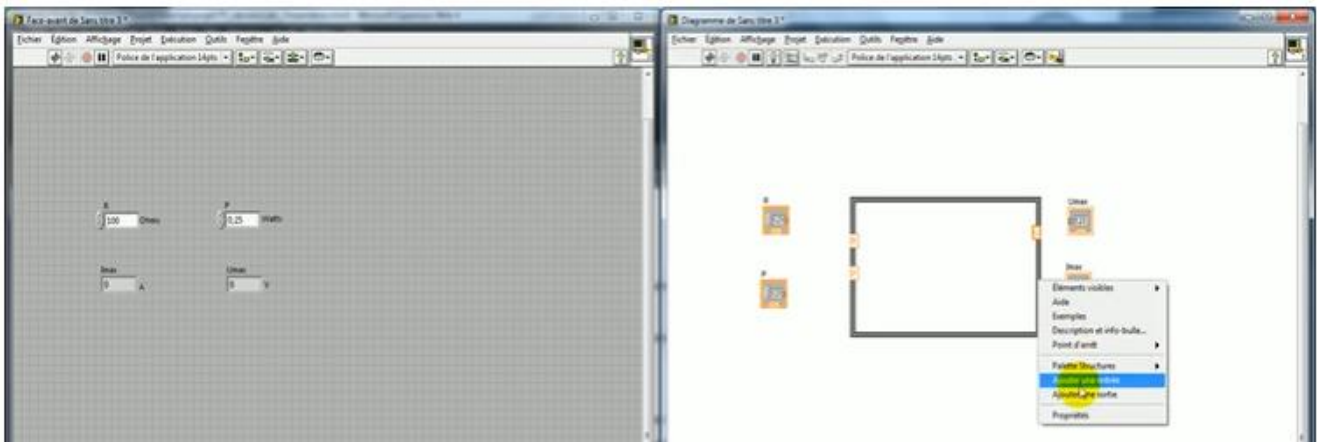 Face-avant de Sans titre 3 *
Fichier Edition Affichage Projet Exécution Outils Fenêtre Aide
Police de l'application 14pts
R
100 Ohms
P
0,25 Watts
Imax
0 A
Umax
0 V
Diagramme de Sans titre 3 *
Fichier Edition Affichage Projet Exécution Outils Fenêtre Aide
Police de l'application 14pts
R
P
Umax
Imax
Éléments visibles
Aide
Exemples
Description et info-bulle...
Point d'arrêt
Palette Structures
Ajouter une entrée
Ajouter une sortie
Propriétés